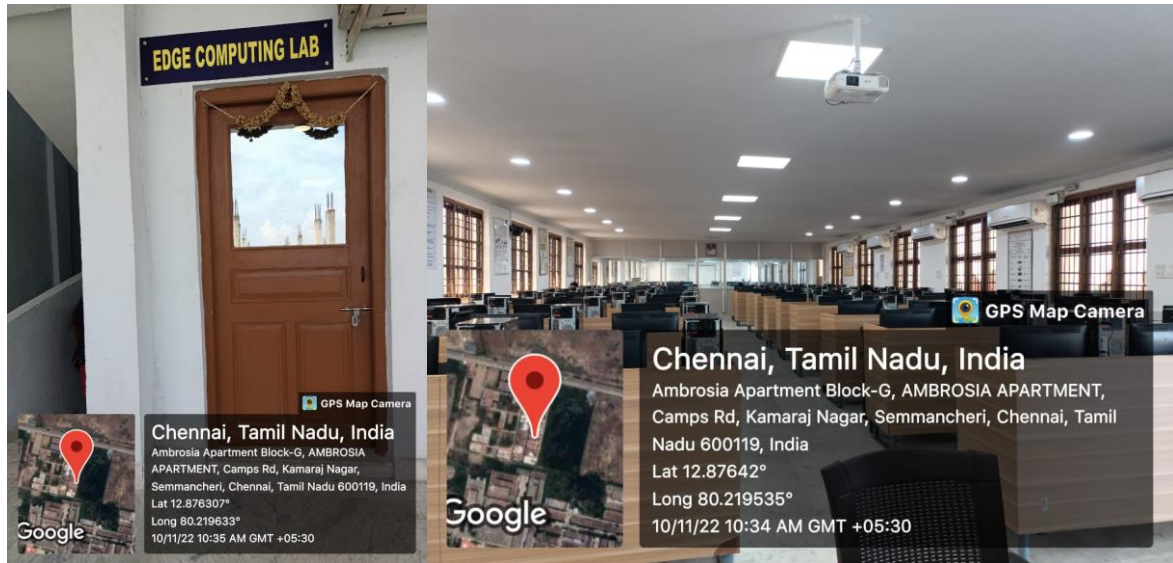 EDGE COMPUTING LAB
GPS Map Camera
Chennai, Tamil Nadu, India
Ambrosia Apartment Block-G, AMBROSIA
APARTMENT, Camps Rd, Kamaraj Nagar,
Semmancheri, Chennai, Tamil Nadu 600119, India
Lat 12.876307°
Long 80.219633°
10/11/22 10:35 AM GMT +05:30
Google
GPS Map Camera
Chennai, Tamil Nadu, India
Ambrosia Apartment Block-G, AMBROSIA APARTMENT,
Camps Rd, Kamaraj Nagar, Semmancheri, Chennai, Tamil
Nadu 600119, India
Lat 12.87642°
Long 80.219535°
10/11/22 10:34 AM GMT +05:30
Google